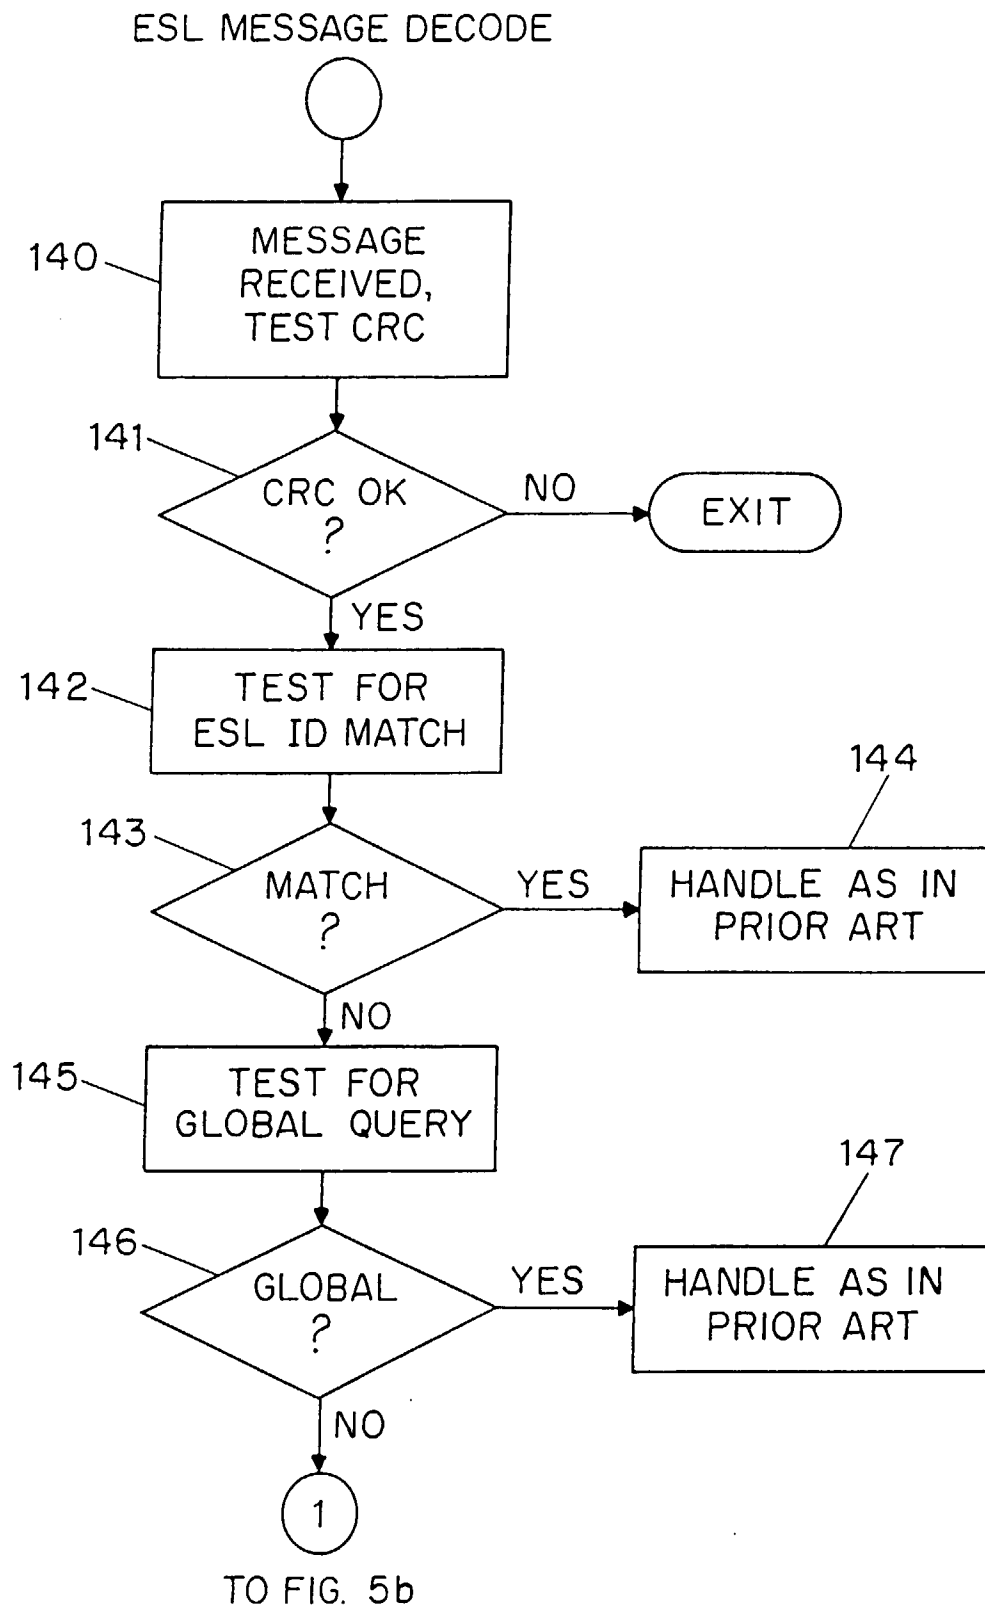 ESL MESSAGE DECODE
140
MESSAGE
RECEIVED,
TEST CRC
141
CRC OK
?
NO
EXIT
YES
142
TEST FOR
ESL ID MATCH
143
MATCH
?
YES
144
HANDLE AS IN
PRIOR ART
NO
145
TEST FOR
GLOBAL QUERY
146
GLOBAL
?
YES
147
HANDLE AS IN
PRIOR ART
NO
1
TO FIG. 5b